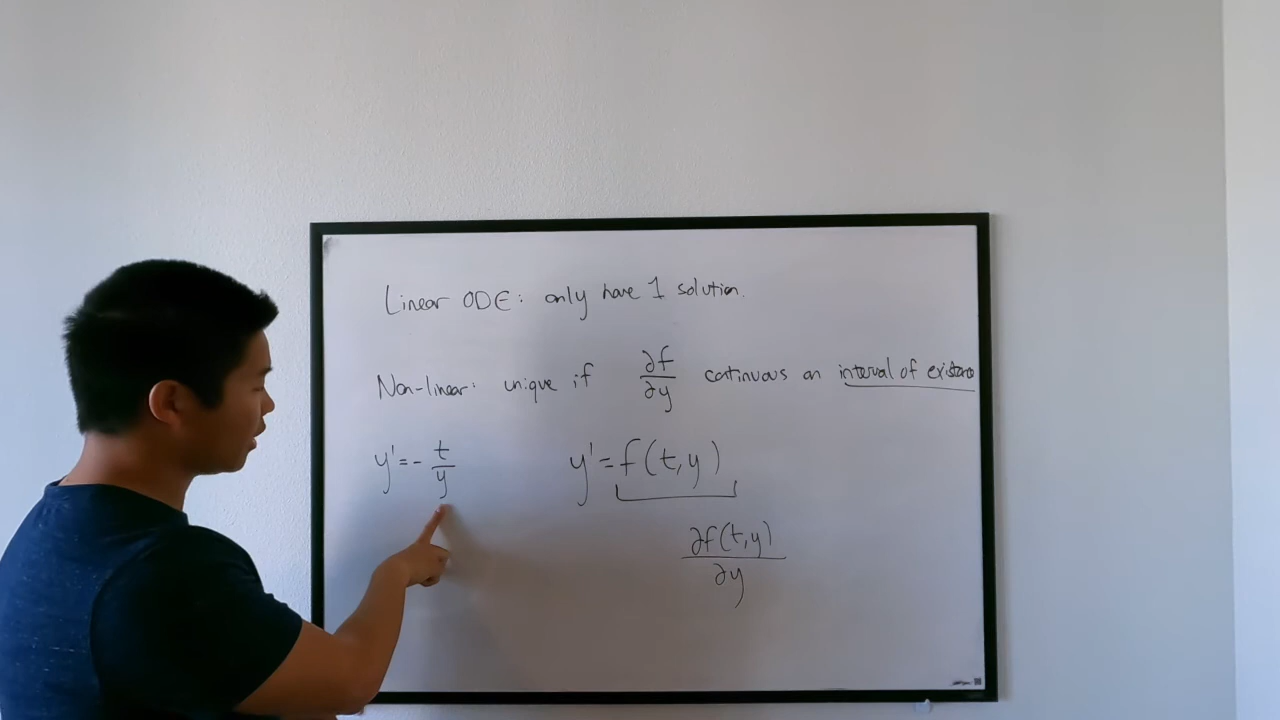 Linear ODE: only have 1 solution.
Non-linear: unique if ∂f/∂y continuous on interval of existence
y' = - t/y
y' = f(t,y)
∂f(t,y)/∂y